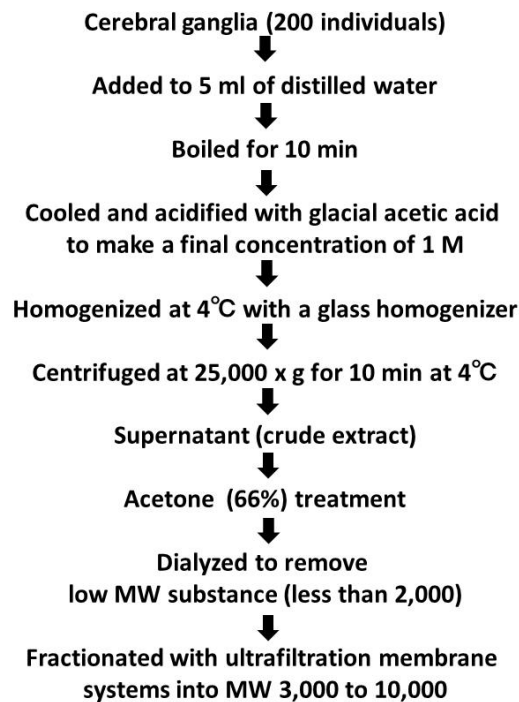 Cerebral ganglia (200 individuals)
Added to 5 ml of distilled water
Boiled for 10 min
Cooled and acidified with glacial acetic acid
to make a final concentration of 1 M
Homogenized at 4℃ with a glass homogenizer
Centrifuged at 25,000 x g for 10 min at 4℃
Supernatant (crude extract)
Acetone (66%) treatment
Dialyzed to remove
low MW substance (less than 2,000)
Fractionated with ultrafiltration membrane
systems into MW 3,000 to 10,000